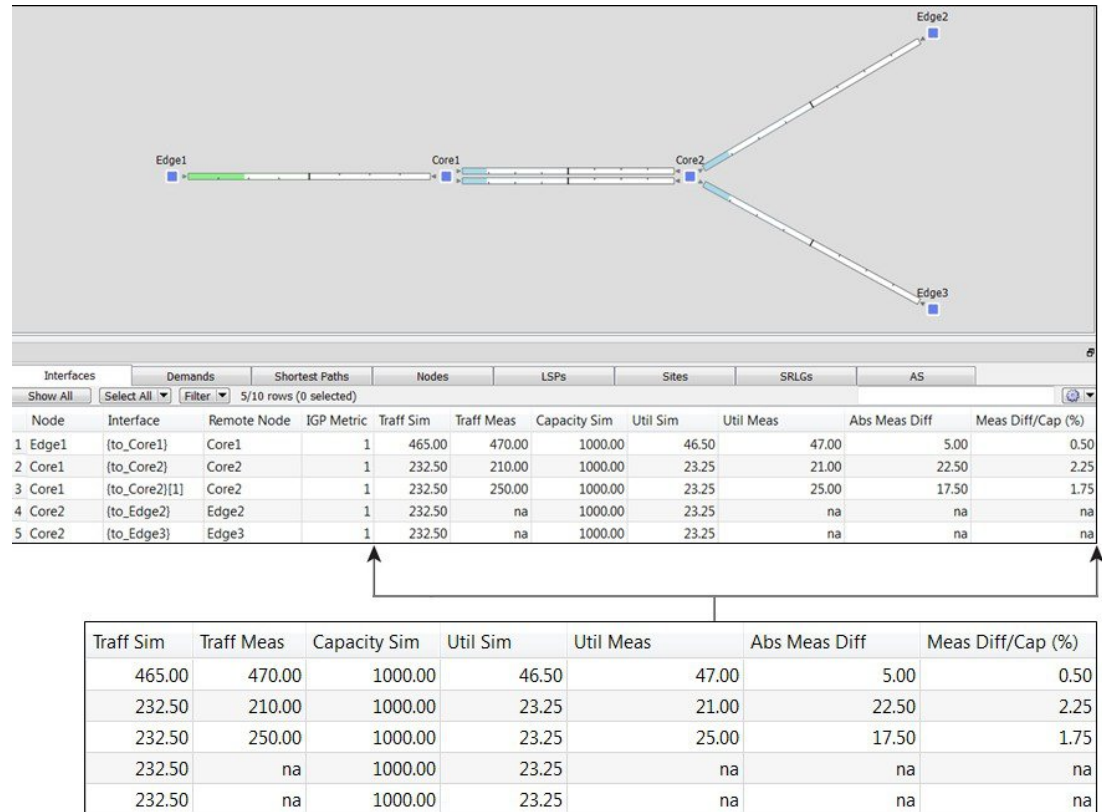 Edge2
Edge1
Core1
Core2
Edge3
Interfaces Demands Shortest Paths Nodes LSPs Sites SRLGs AS
Show All Select All Filter 5/10 rows (0 selected)
Node Interface Remote Node IGP Metric Traff Sim Traff Meas Capacity Sim Util Sim Util Meas Abs Meas Diff Meas Diff/Cap (%)
1 Edge1 {to_Core1} Core1 1 465.00 470.00 1000.00 46.50 47.00 5.00 0.50
2 Core1 {to_Core2} Core2 1 232.50 210.00 1000.00 23.25 21.00 22.50 2.25
3 Core1 {to_Core2}[1] Core2 1 232.50 250.00 1000.00 23.25 25.00 17.50 1.75
4 Core2 {to_Edge2} Edge2 1 232.50 na 1000.00 23.25 na na na
5 Core2 {to_Edge3} Edge3 1 232.50 na 1000.00 23.25 na na na
Traff Sim Traff Meas Capacity Sim Util Sim Util Meas Abs Meas Diff Meas Diff/Cap (%)
465.00 470.00 1000.00 46.50 47.00 5.00 0.50
232.50 210.00 1000.00 23.25 21.00 22.50 2.25
232.50 250.00 1000.00 23.25 25.00 17.50 1.75
232.50 na 1000.00 23.25 na na na
232.50 na 1000.00 23.25 na na na